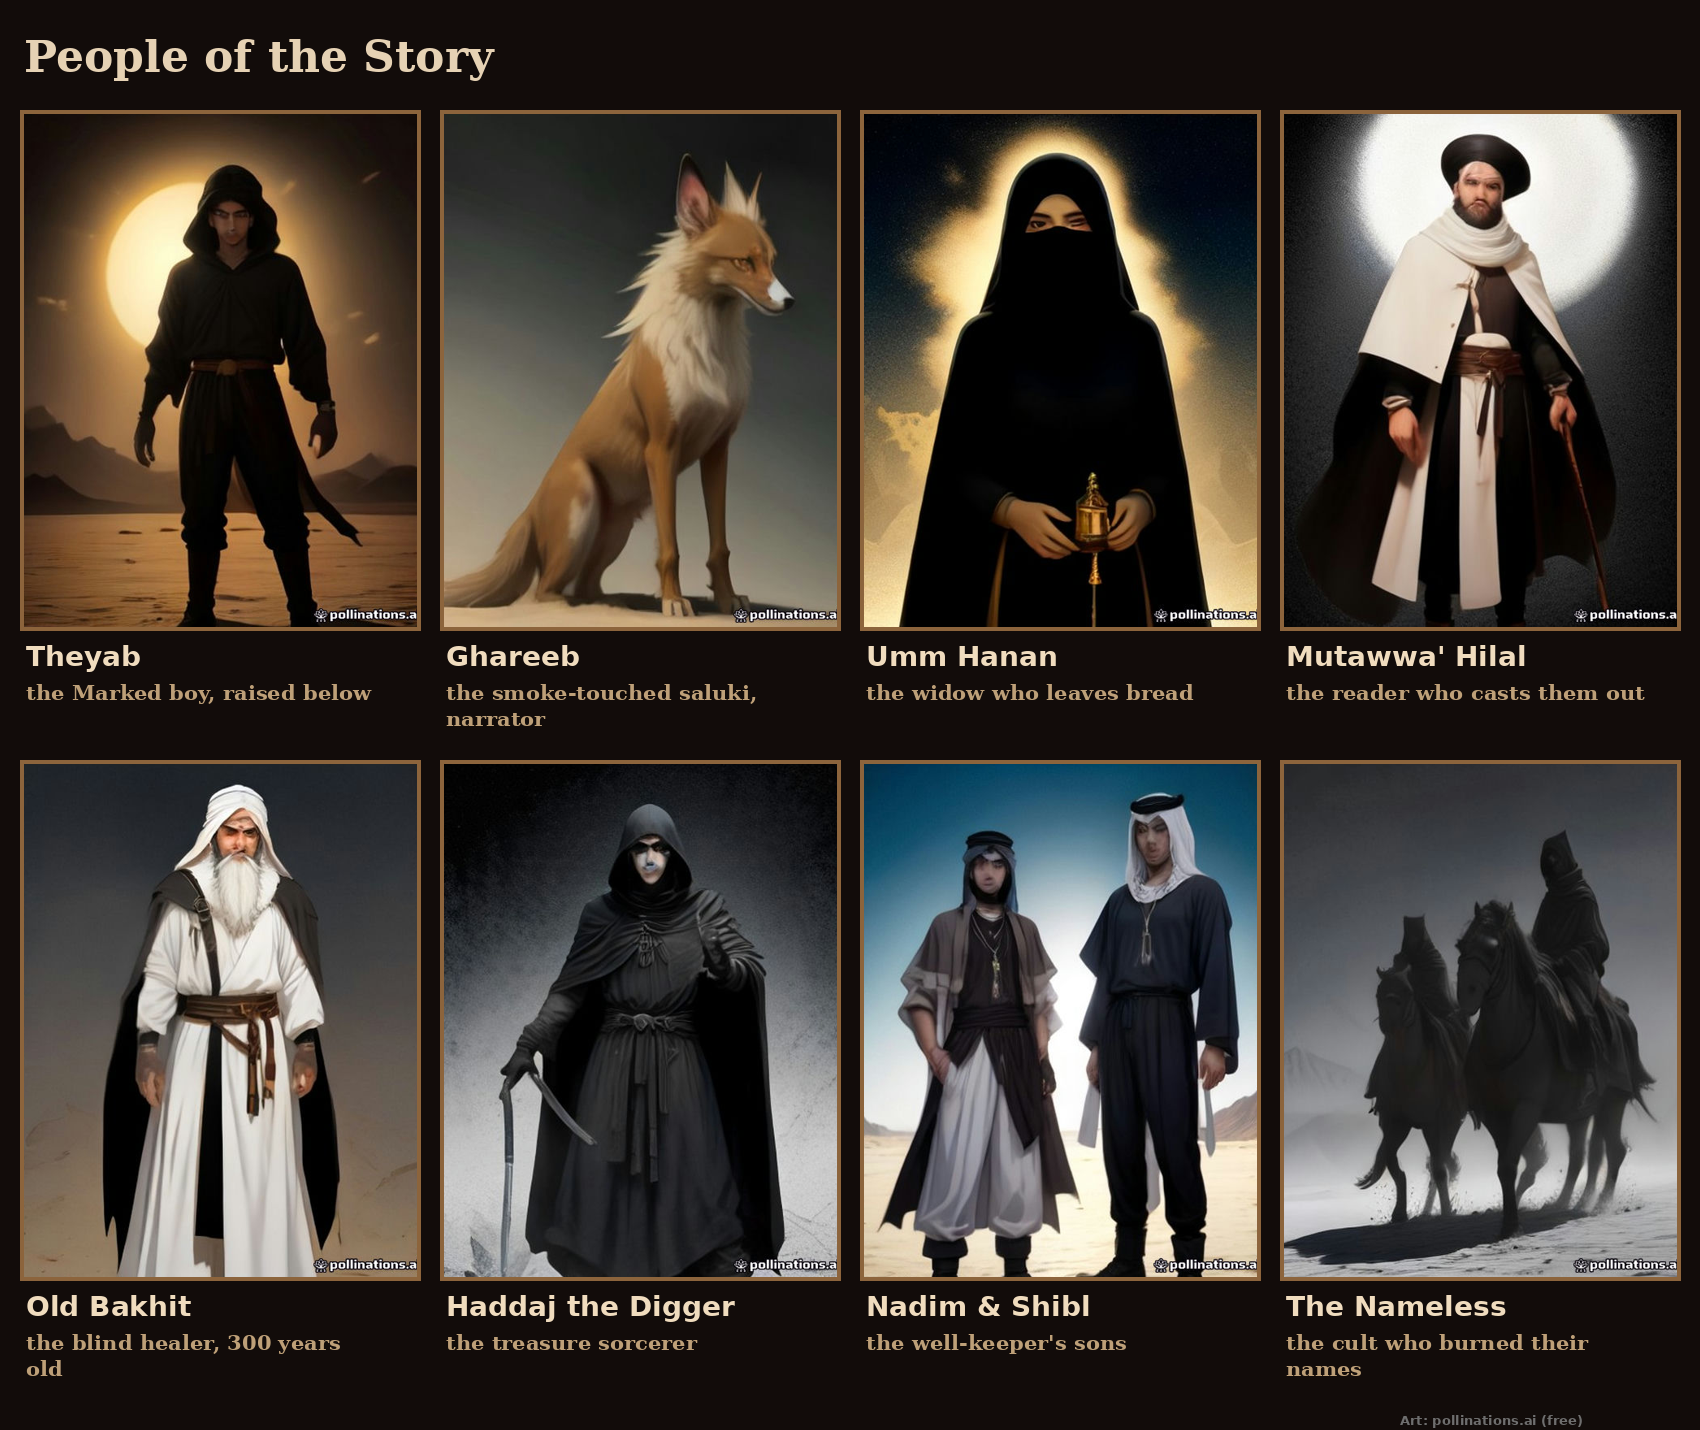 People of the Story
pollinations.a
pollinations.a
pollinations.a
pollinations.a
Theyab
the Marked boy, raised below
Ghareeb
the smoke-touched saluki,
narrator
Umm Hanan
the widow who leaves bread
Mutawwa' Hilal
the reader who casts them out
pollinations.a
pollinations.a
pollinations.a
pollinations.a
Old Bakhit
the blind healer, 300 years
old
Haddaj the Digger
the treasure sorcerer
Nadim & Shibl
the well-keeper's sons
The Nameless
the cult who burned their
names
Art: pollinations.ai (free)